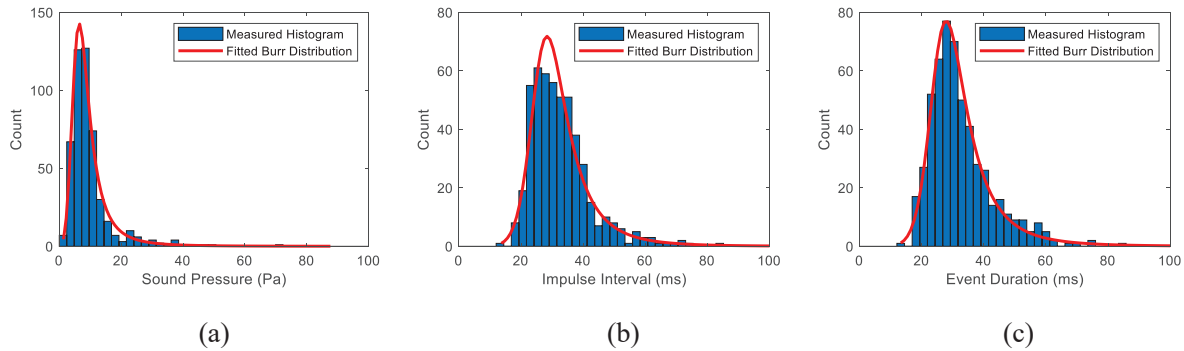 150
100
50
0
Count
0 20 40 60 80 100
Sound Pressure (Pa)
Measured Histogram
Fitted Burr Distribution
(a)
80
60
40
20
0
Count
0 20 40 60 80 100
Impulse Interval (ms)
Measured Histogram
Fitted Burr Distribution
(b)
80
60
40
20
0
Count
0 20 40 60 80 100
Event Duration (ms)
Measured Histogram
Fitted Burr Distribution
(c)